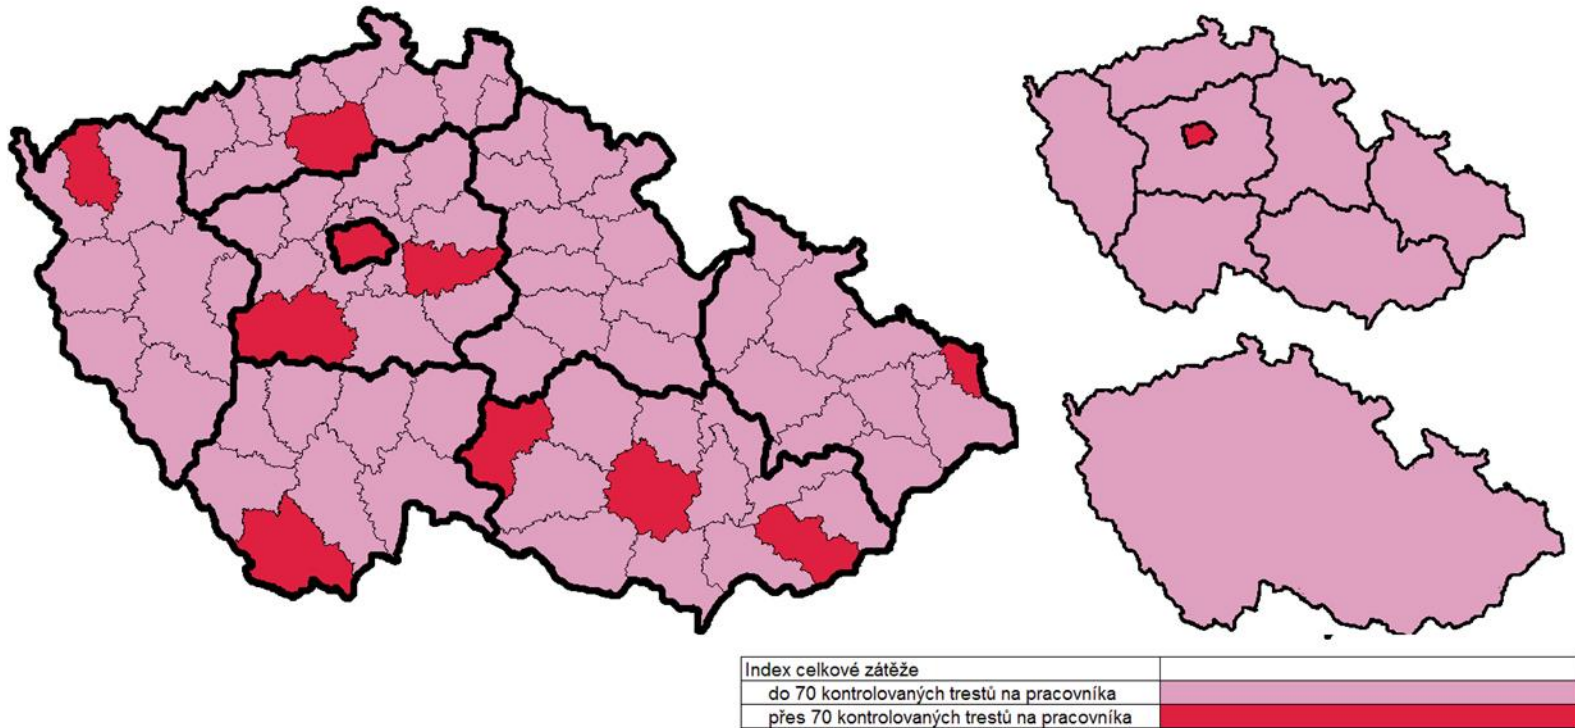 Index celkové zátěže
do 70 kontrolovaných trestů na pracovníka
přes 70 kontrolovaných trestů na pracovníka